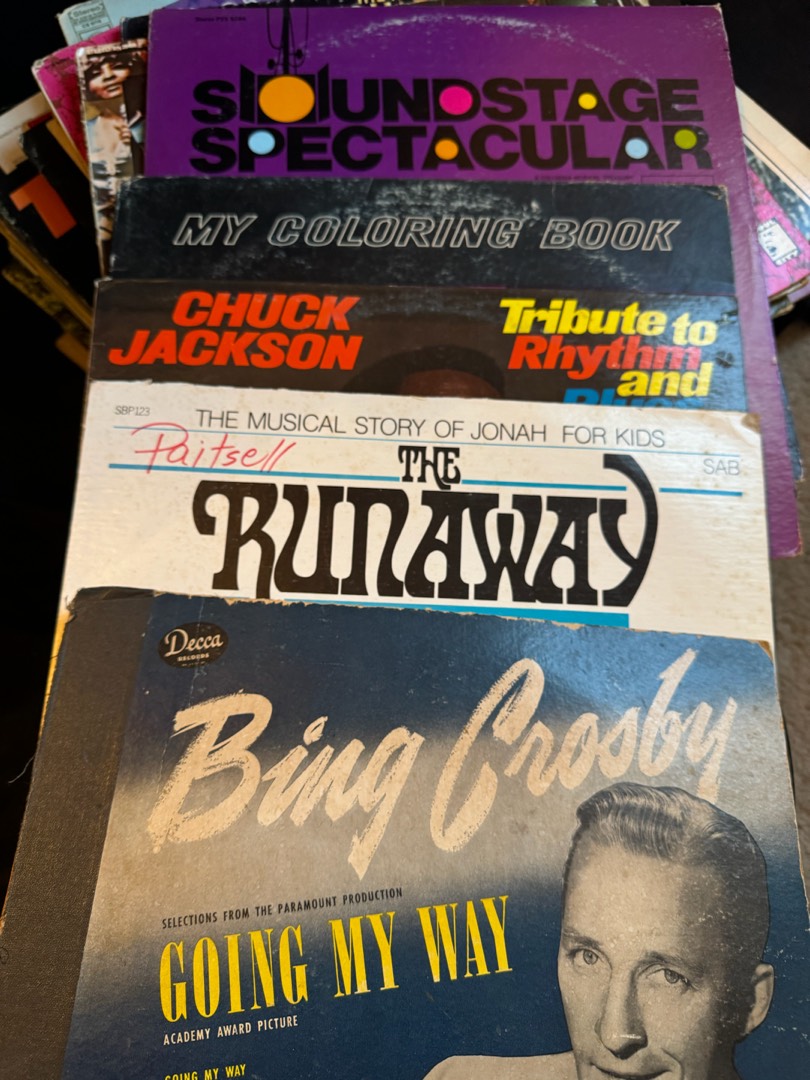 SOUNDSTAGE
SPECTACULAR
MY COLORING BOOK
CHUCK
JACKSON
Tribute to
Rhythm
and
Blues
SBP123
THE MUSICAL STORY OF JONAH FOR KIDS
Paitsell
SAB
THE
RUNAWAY
Decca
RECORDS
Bing Crosby
SELECTIONS FROM THE PARAMOUNT PRODUCTION
GOING MY WAY
ACADEMY AWARD PICTURE
GOING MY WAY